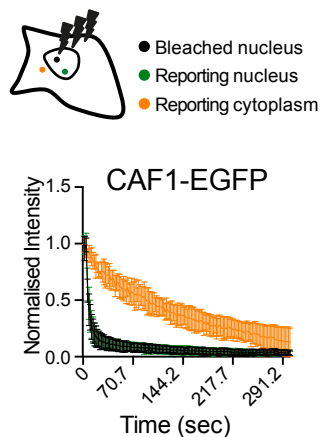 Bleached nucleus
Reporting nucleus
Reporting cytoplasm
CAF1-EGFP
Normalised Intensity
1.5
1.0
0.5
0.0
0
70.7
144.2
217.7
291.2
Time (sec)